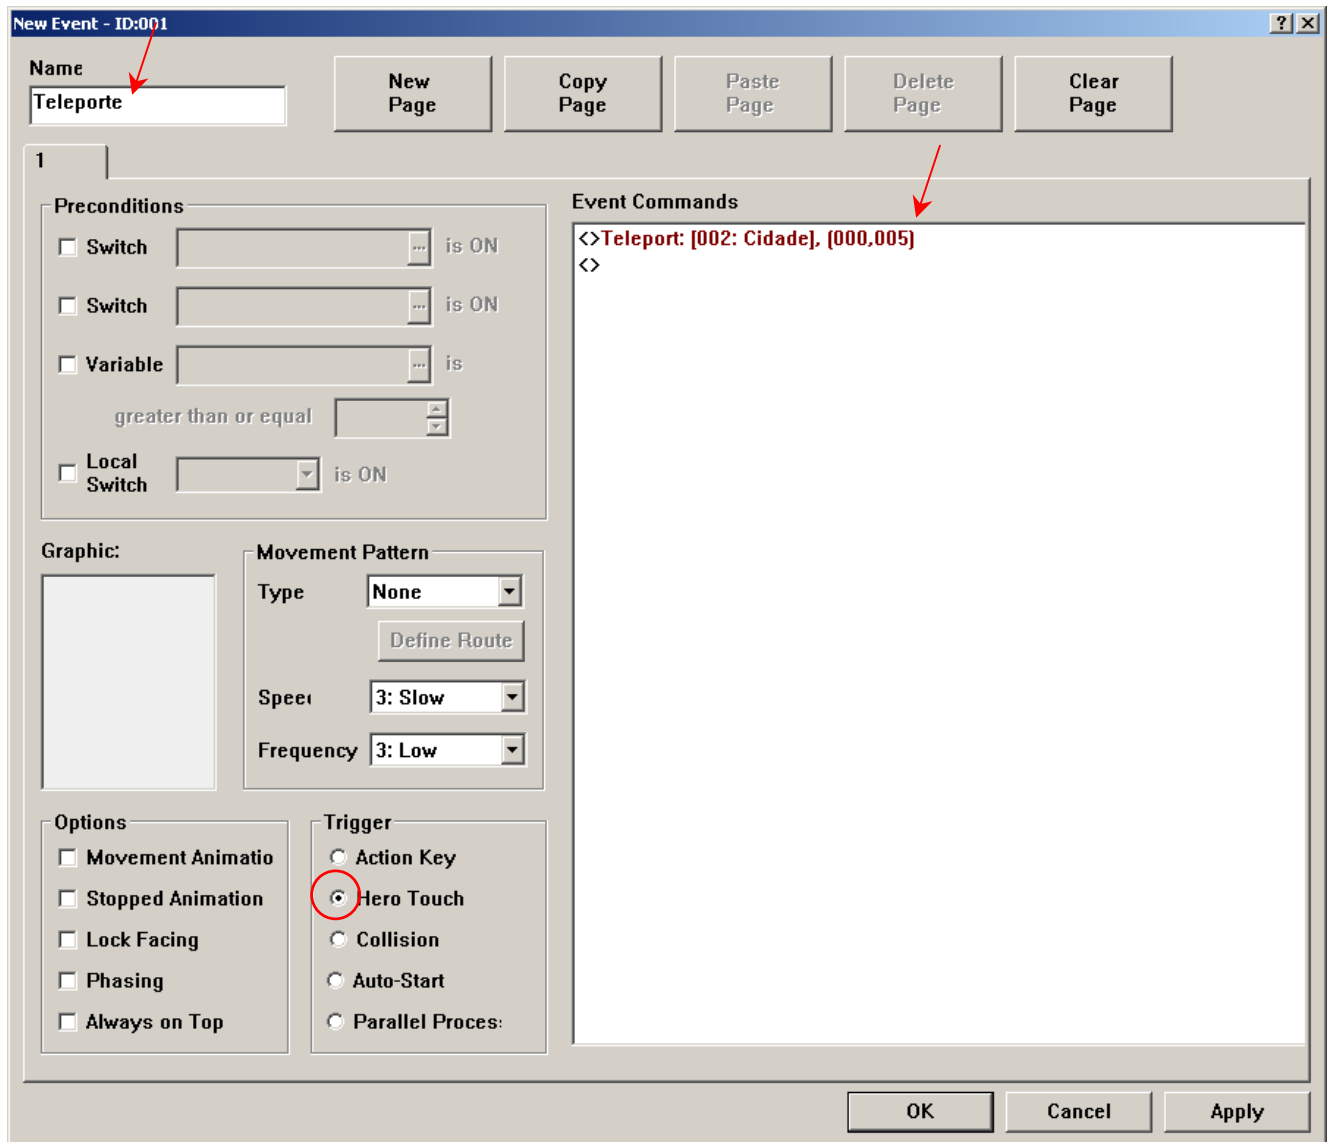 New Event - ID:001
Name
Teleporte
New Page
Copy Page
Paste Page
Delete Page
Clear Page
1
Preconditions
Switch ... is ON
Switch ... is ON
Variable ... is
greater than or equal
Local Switch is ON
Graphic:
Movement Pattern
Type None
Define Route
Speed
3: Slow
Frequency 3: Low
Options
Movement Animatio
Stopped Animation
Lock Facing
Phasing
Always on Top
Trigger
Action Key
Hero Touch
Collision
Auto-Start
Parallel Proces
Event Commands
<>Teleport: [002: Cidade], (000,005)
<>
OK
Cancel
Apply